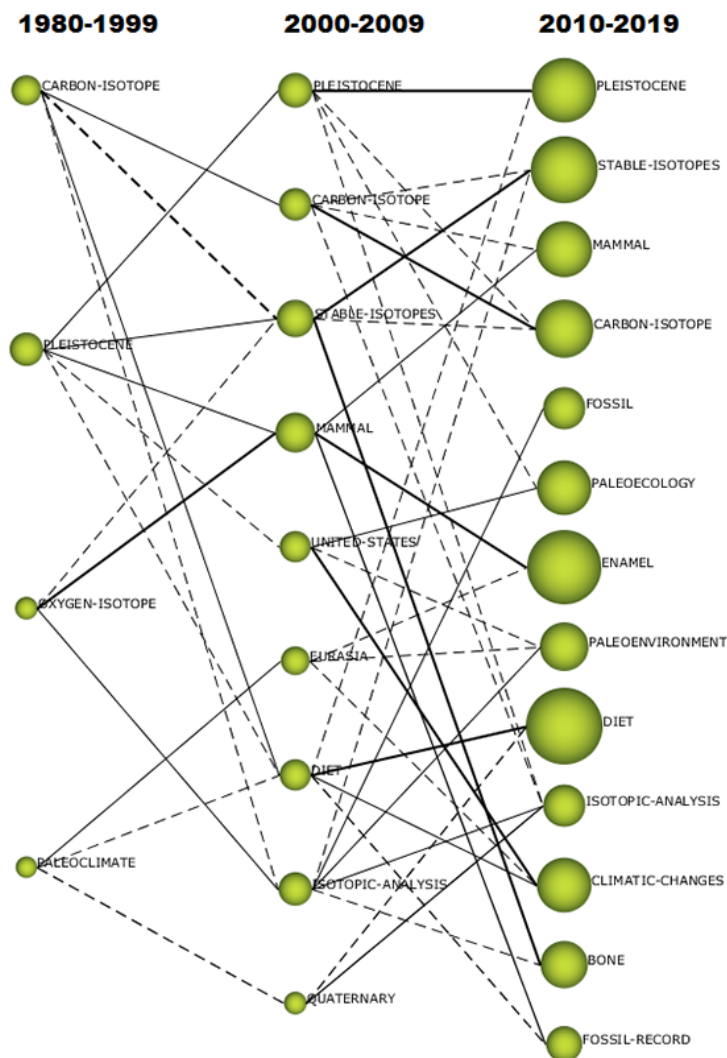 1980-1999
2000-2009
2010-2019
CARBON-ISOTOPE
PLEISTOCENE
OXYGEN-ISOTOPE
PALEOCLIMATE
PLEISTOCENE
CARBON-ISOTOPE
STABLE-ISOTOPES
MAMMAL
UNITED-STATES
EURASIA
DIET
ISOTOPIC-ANALYSIS
QUATERNARY
PLEISTOCENE
STABLE-ISOTOPES
MAMMAL
CARBON-ISOTOPE
FOSSIL
PALEOECOLOGY
ENAMEL
PALEOENVIRONMENT
DIET
ISOTOPIC-ANALYSIS
CLIMATIC-CHANGES
BONE
FOSSIL-RECORD